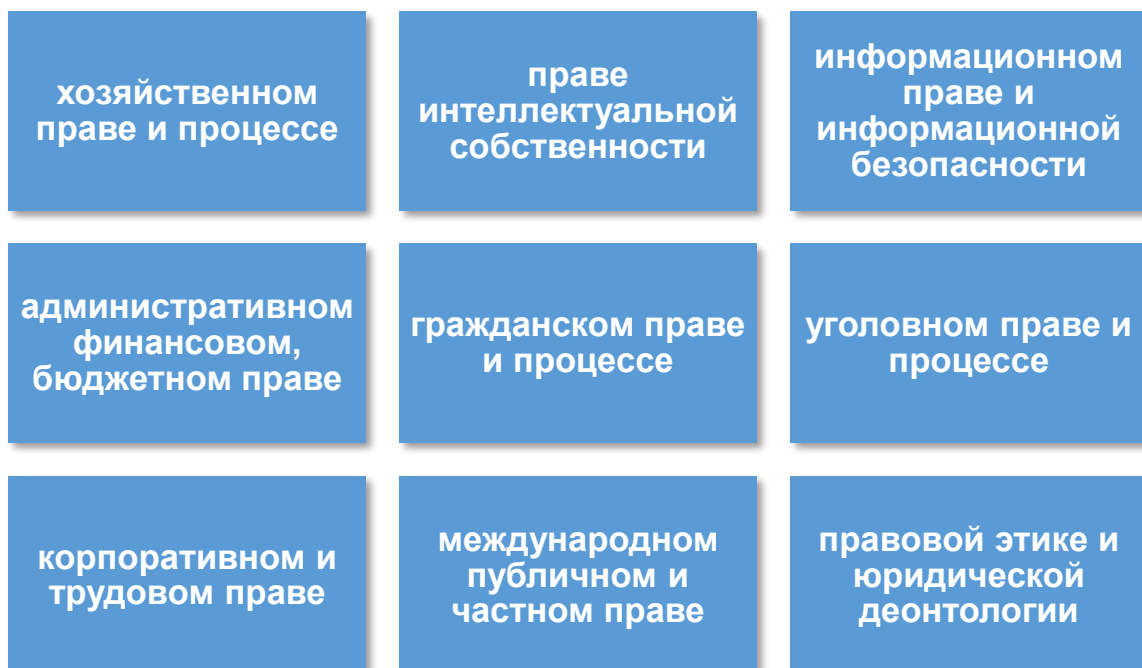 хозяйственном
праве и процессе
праве
интеллектуальной
собственности
информационном
праве и
информационной
безопасности
административном
финансовом,
бюджетном праве
гражданском праве
и процессе
уголовном праве и
процессе
корпоративном и
трудовом праве
международном
публичном и
частном праве
правовой этике и
юридической
деонтологии